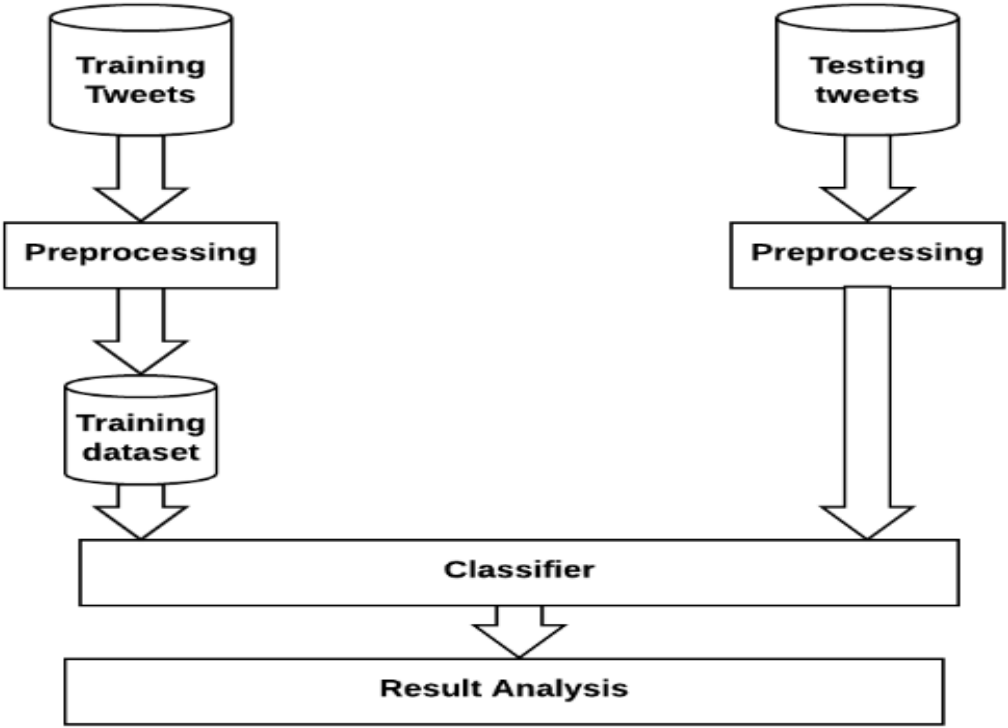 Training
Tweets
Testing
tweets
Preprocessing
Preprocessing
Training
dataset
Classifier
Result Analysis